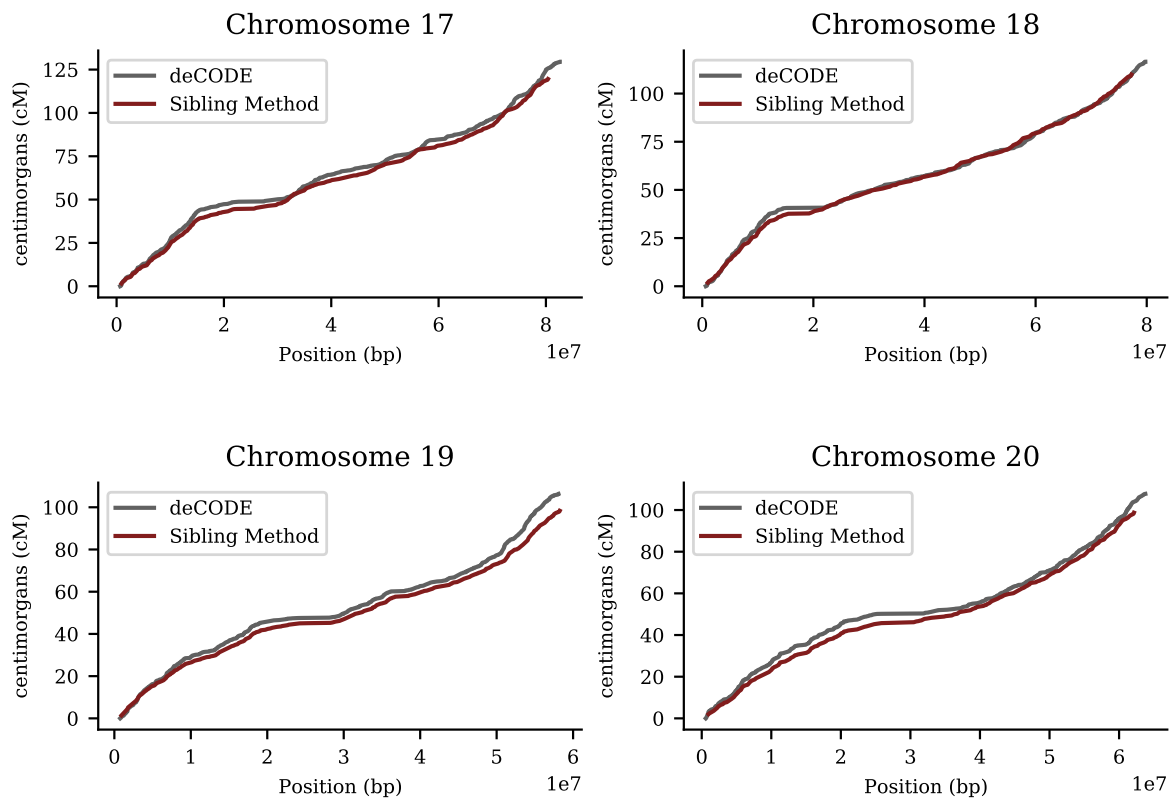 Chromosome 17
centimorgans (cM)
125
100
75
50
25
0
deCODE
Sibling Method
0 2 4 6 8
1e7
Position (bp)
Chromosome 18
centimorgans (cM)
100
75
50
25
0
deCODE
Sibling Method
0 2 4 6 8
1e7
Position (bp)
Chromosome 19
centimorgans (cM)
100
80
60
40
20
0
deCODE
Sibling Method
0 1 2 3 4 5 6
1e7
Position (bp)
Chromosome 20
centimorgans (cM)
100
80
60
40
20
0
deCODE
Sibling Method
0 1 2 3 4 5 6
1e7
Position (bp)